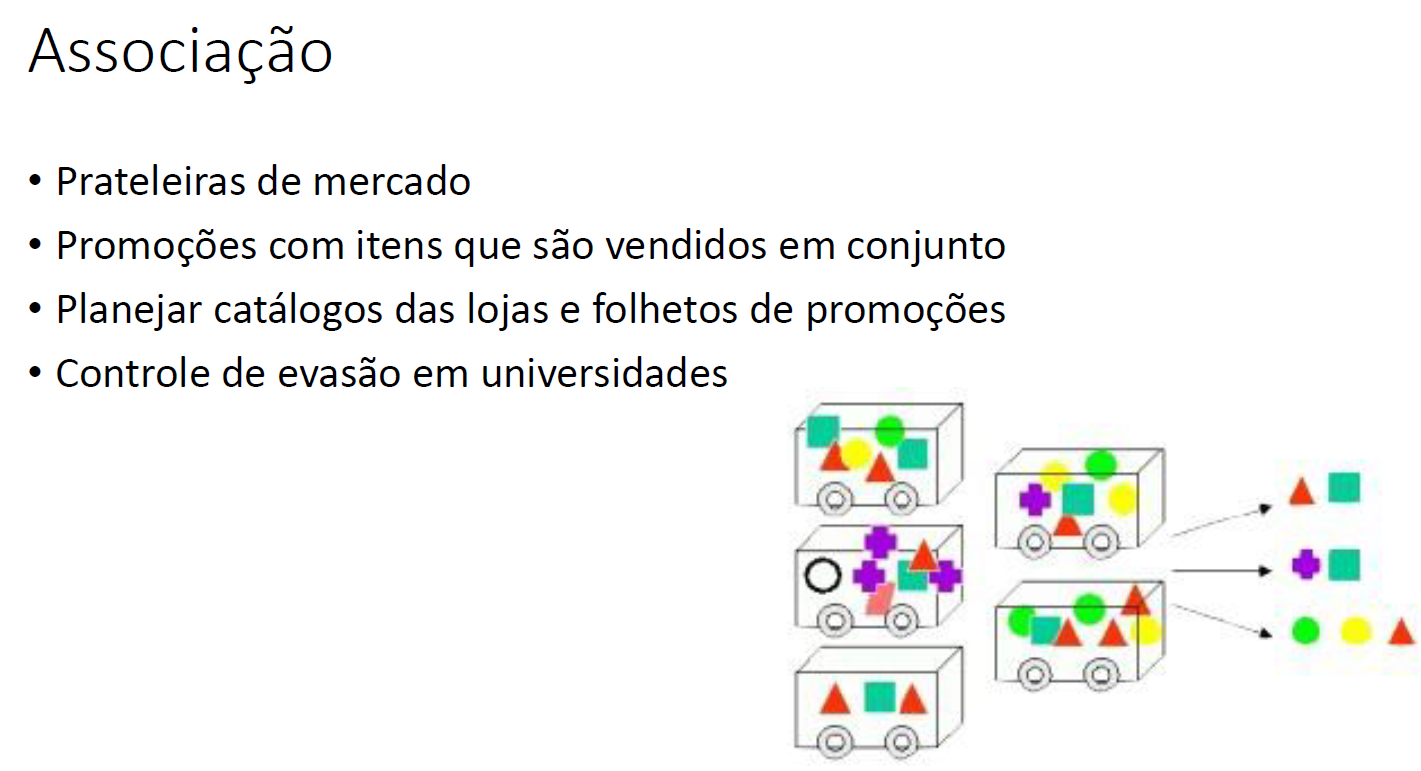 Associação
• Prateleiras de mercado
• Promoções com itens que são vendidos em conjunto
• Planejar catálogos das lojas e folhetos de promoções
• Controle de evasão em universidades